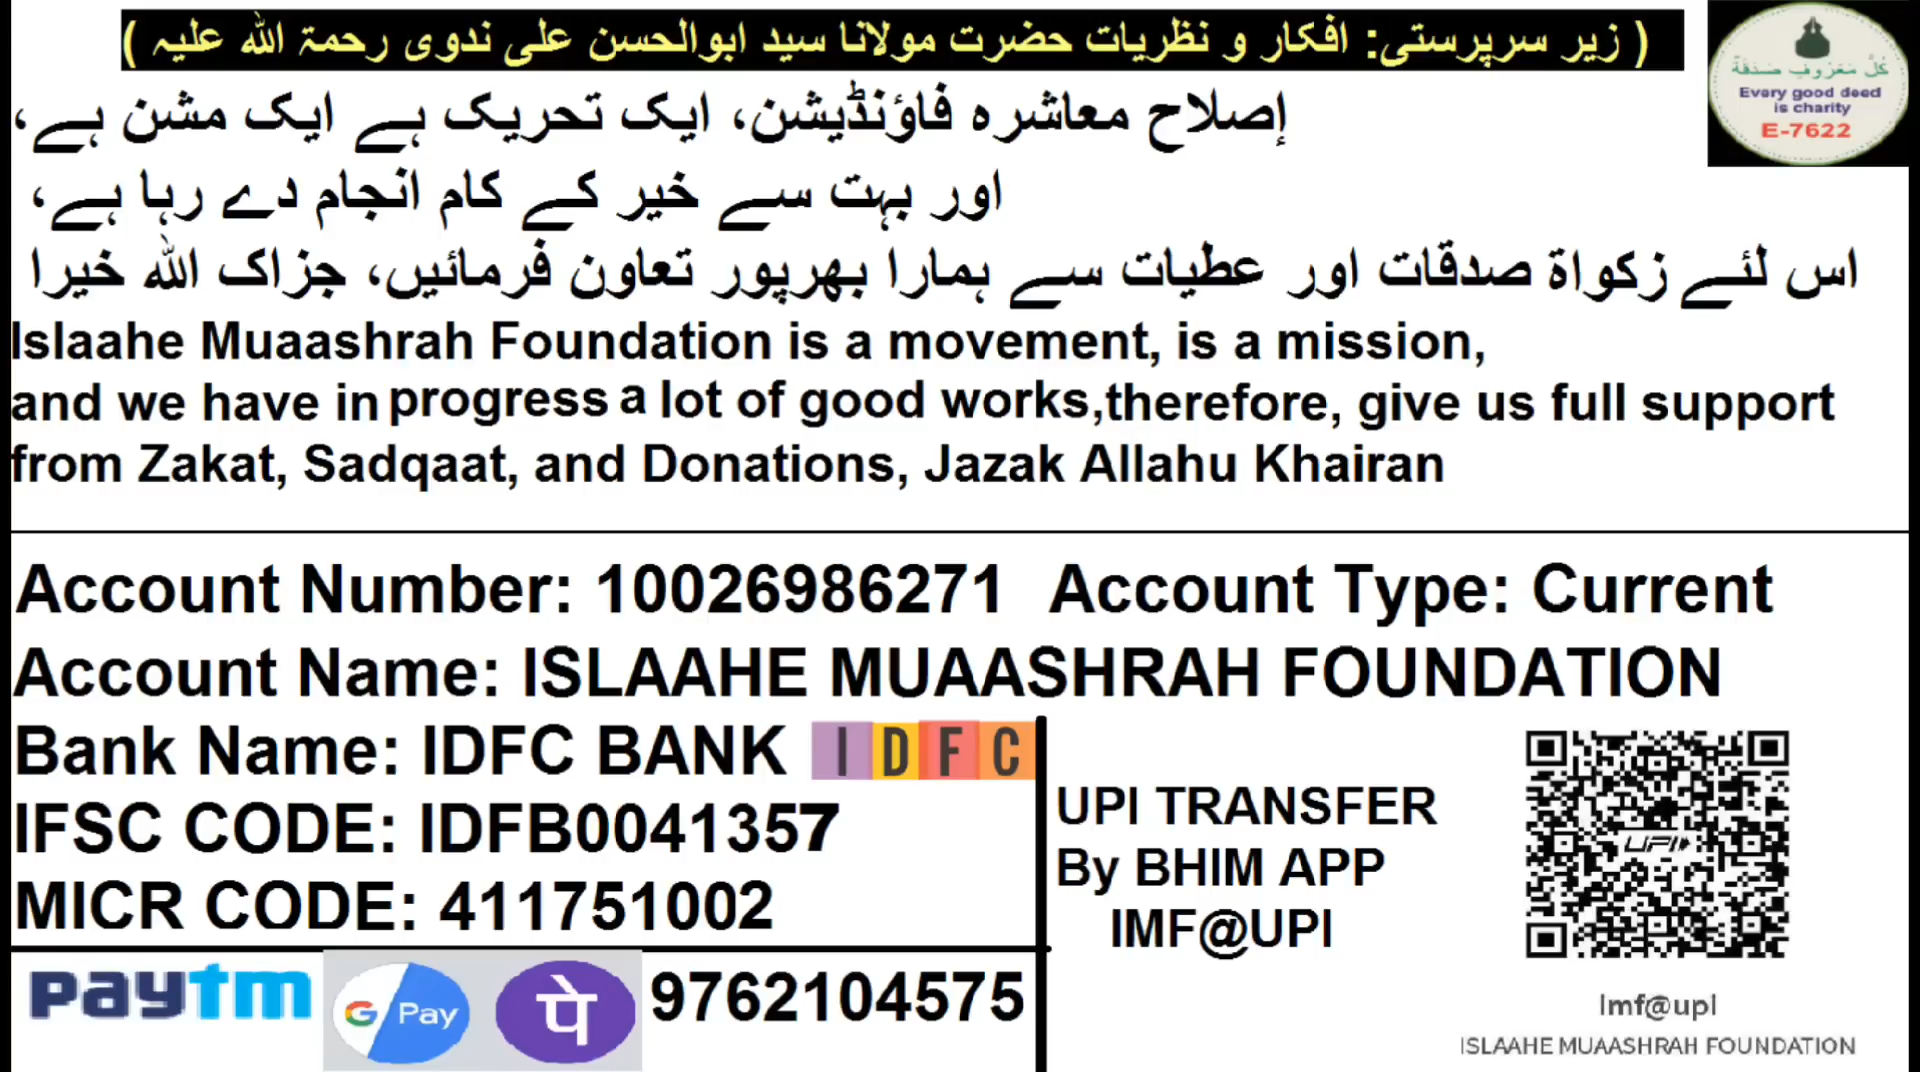 ( زیر سرپرستی: افکار و نظریات حضرت مولانا سید ابوالحسن علی ندوی رحمۃ اللہ علیہ )
كُلُّ مَعْرُوفٍ صَدَقَة
Every good deed
is charity
E-7622
إصلاح معاشرہ فاؤنڈیشن، ایک تحریک ہے ایک مشن ہے،
اور بہت سے خیر کے کام انجام دے رہا ہے،
اس لئے زکواة صدقات اور عطیات سے ہمارا بھرپور تعاون فرمائیں، جزاک اللہ خیرا
Islaahe Muaashrah Foundation is a movement, is a mission,
and we have in progress a lot of good works,therefore, give us full support
from Zakat, Sadqaat, and Donations, Jazak Allahu Khairan
Account Number: 10026986271 Account Type: Current
Account Name: ISLAAHE MUAASHRAH FOUNDATION
Bank Name: IDFC BANK IDFC
IFSC CODE: IDFB0041357
MICR CODE: 411751002
UPI TRANSFER
By BHIM APP
IMF@UPI
UPI
Imf@upI
ISLAAHE MUAASHRAH FOUNDATION
paytm G Pay पे 9762104575